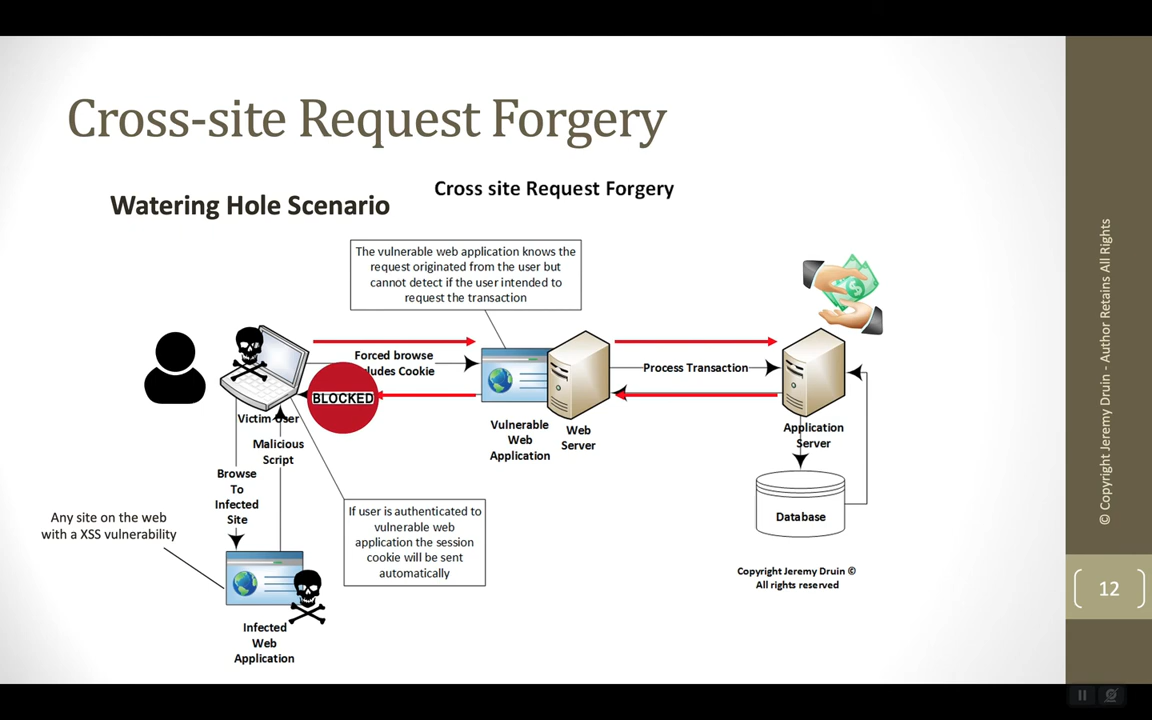 Cross-site Request Forgery
Cross site Request Forgery
Watering Hole Scenario
The vulnerable web application knows the
request originated from the user but
cannot detect if the user intended to
request the transaction
Forced browse
ludes Cookie
BLOCKED
Process Transaction
Victim User
Malicious
Script
Browse
To
Infected
Site
Vulnerable
Web
Application
Web
Server
Application
Server
Database
Any site on the web
with a XSS vulnerability
If user is authenticated to
vulnerable web
application the session
cookie will be sent
automatically
Infected
Web
Application
Copyright Jeremy Druin ©
All rights reserved
© Copyright Jeremy Druin - Author Retains All Rights
12